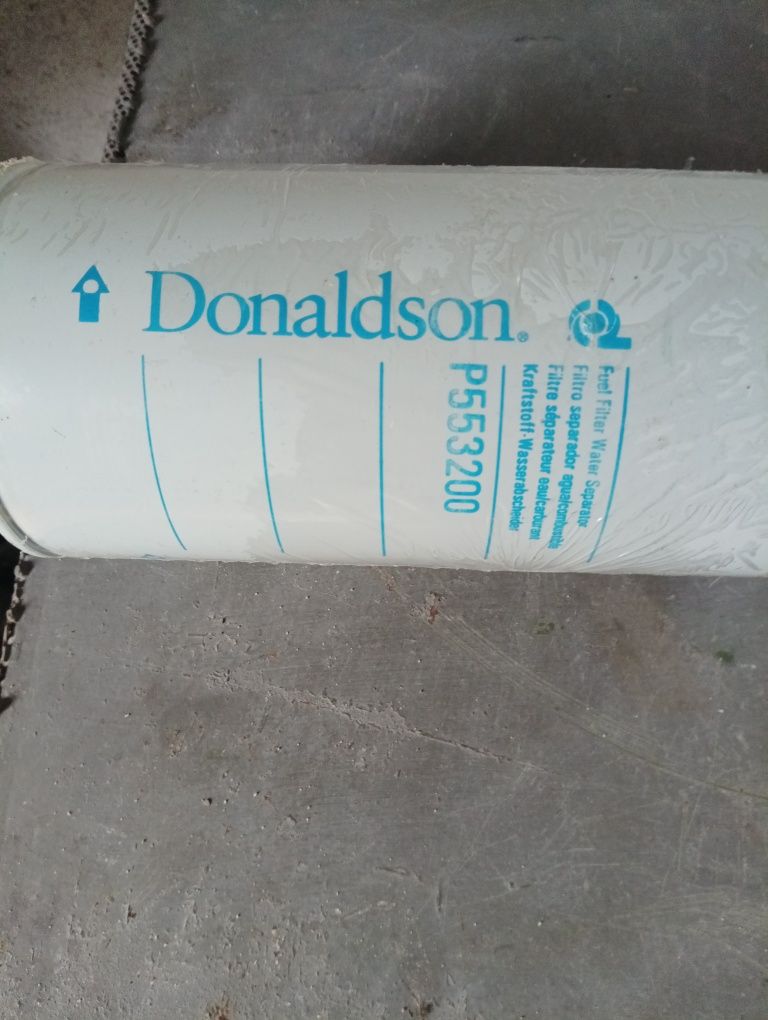 Donaldson®
P553200
Fuel Filter Water Separator
Filtro separador agua/combustible
Filtre séparateur eau/carburant
Kraftstoff-Wasserabscheider